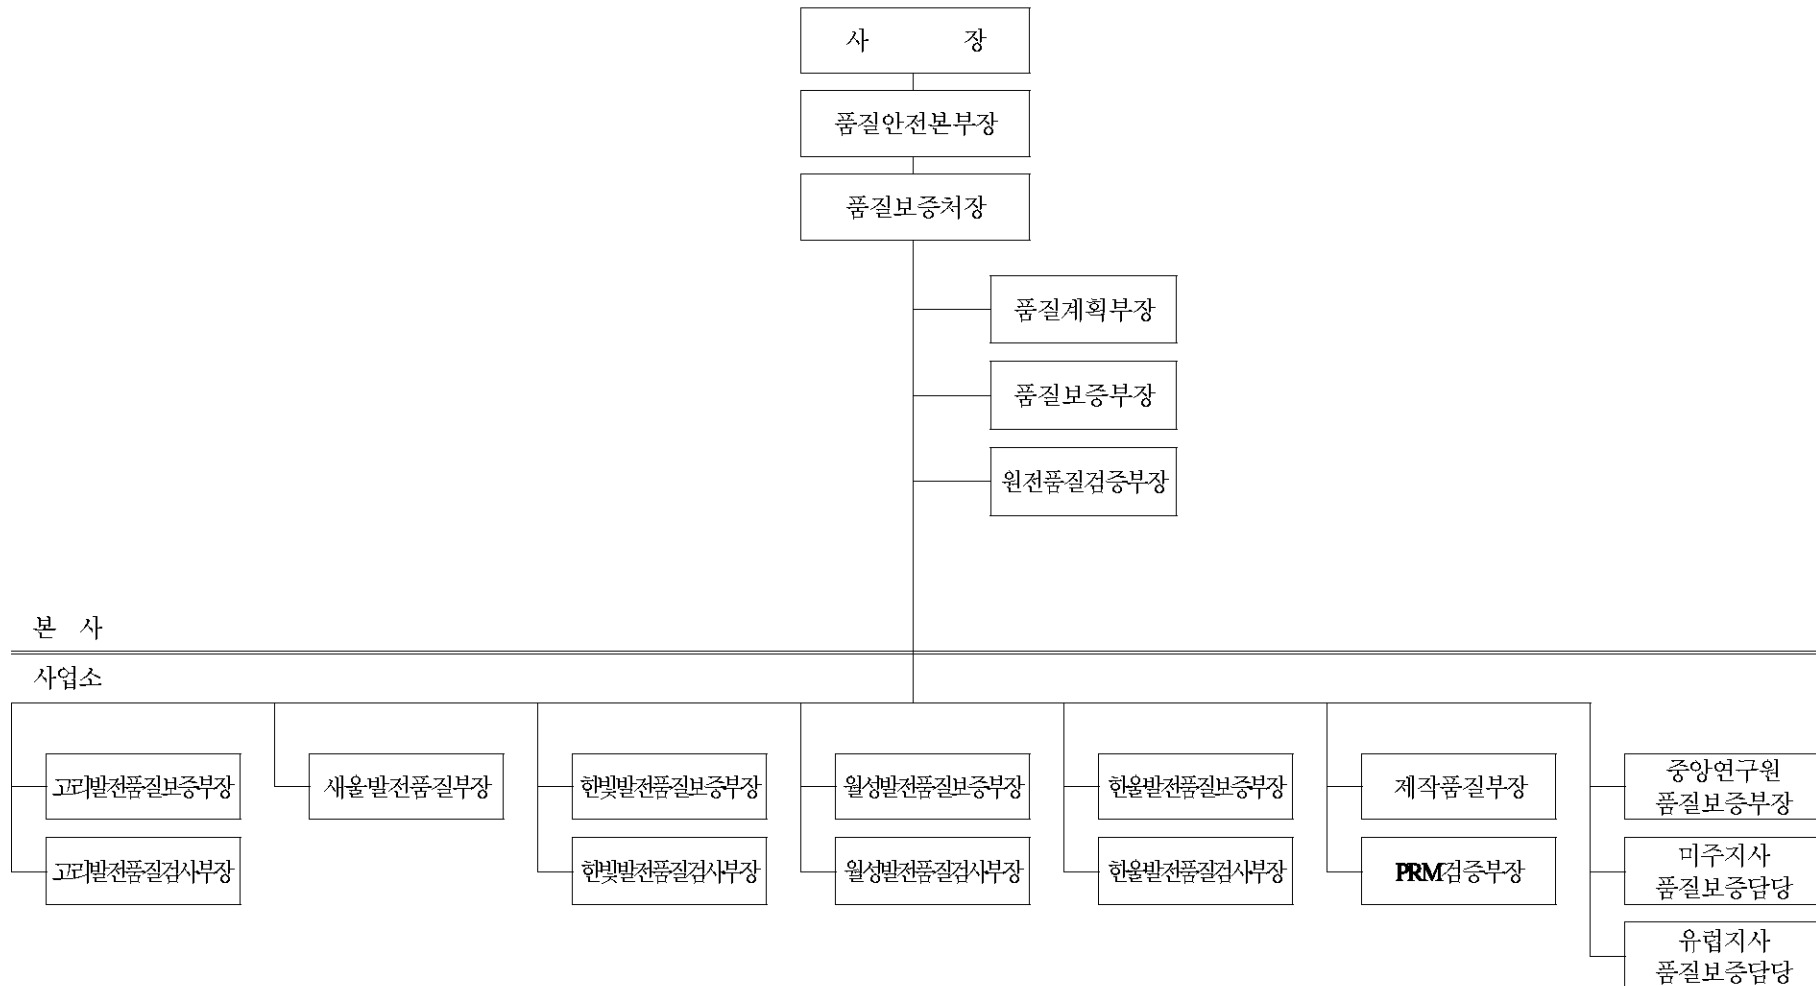 사 장
품질안전본부장
품질보증처장
품질계획부장
품질보증부장
원전품질검증부장
본 사
사업소
고리발전품질보증부장
새울발전품질부장
한빛발전품질보증부장
월성발전품질보증부장
한울발전품질보증부장
제작품질부장
중앙연구원
품질보증부장
고리발전품질검사부장
한빛발전품질검사부장
월성발전품질검사부장
한울발전품질검사부장
PRM검증부장
미주지사
품질보증담당
유럽지사
품질보증담당